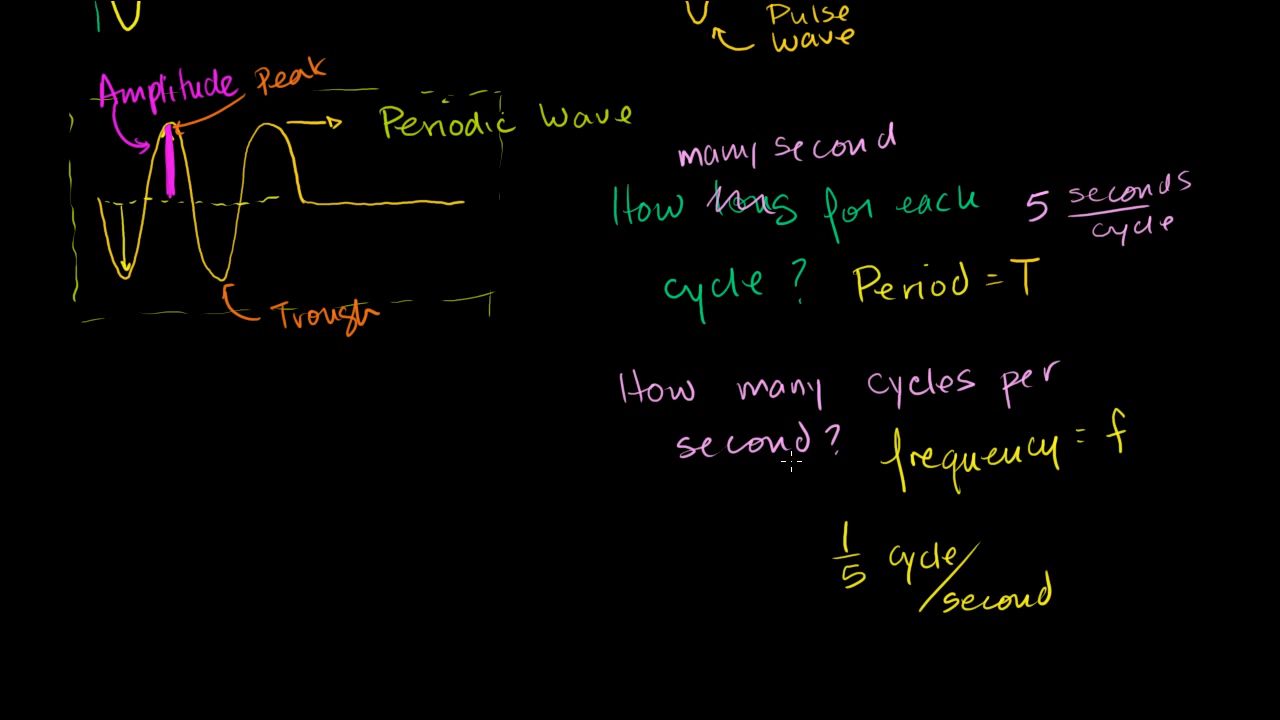 Pulse
wave
Amplitude
Peak
Periodic wave
Trough
many second
How long for each
cycle?
5 seconds
cycle
Period = T
How many cycles per
second?
frequency = f
1
5
cycle/
second